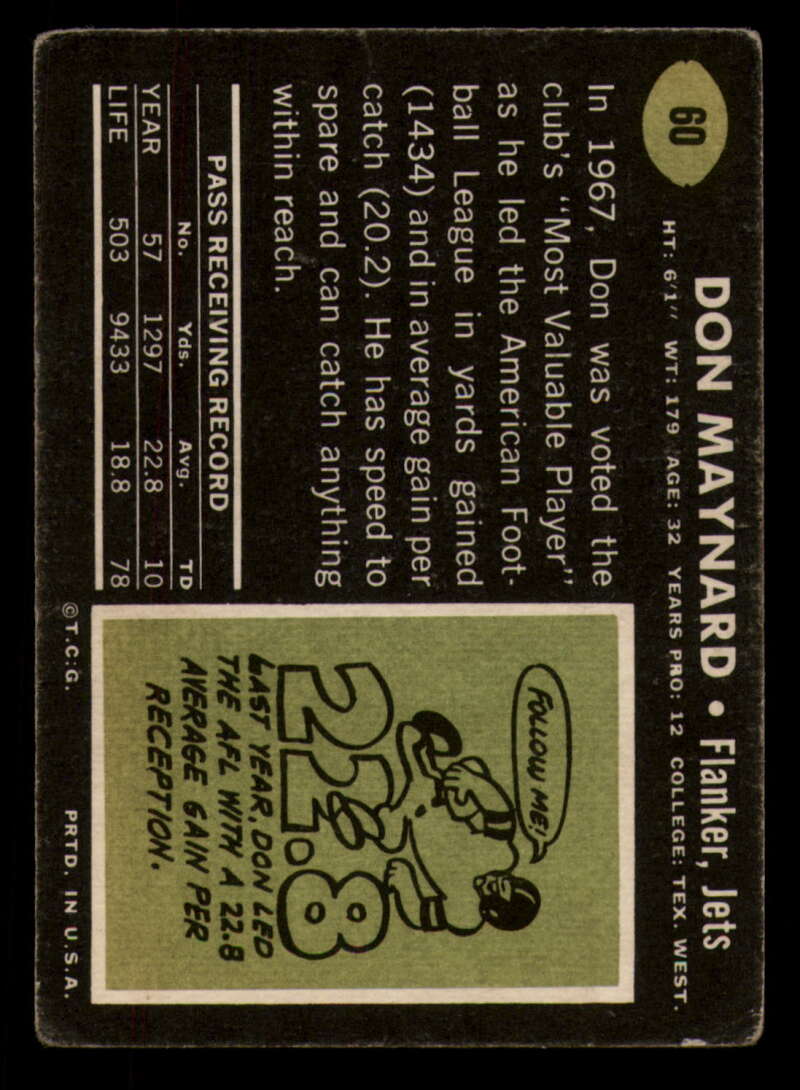 60
DON MAYNARD • Flanker, Jets
HT: 6'1" WT: 179 AGE: 32 YEARS PRO: 12 COLLEGE: TEX. WEST.
In 1967, Don was voted the
club's "Most Valuable Player"
as he led the American Foot-
ball League in yards gained
(1434) and in average gain per
catch (20.2). He has speed to
spare and can catch anything
within reach.
PASS RECEIVING RECORD
No. Yds. Avg. TD
YEAR 57 1297 22.8 10
LIFE 503 9433 18.8 78
FOLLOW ME!
22.8
LAST YEAR, DON LED
THE AFL WITH A 22.8
AVERAGE GAIN PER
RECEPTION.
©T.C.G. PRTD. IN U.S.A.